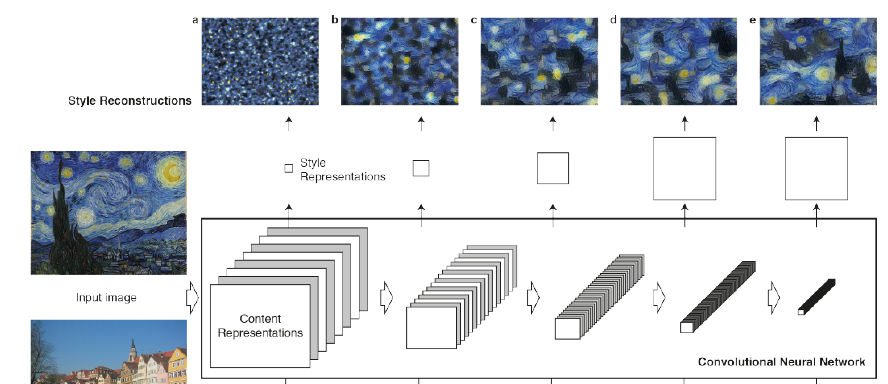 a
b
c
d
e
Style Reconstructions
Style
Representations
Input image
Content
Representations
Convolutional Neural Network